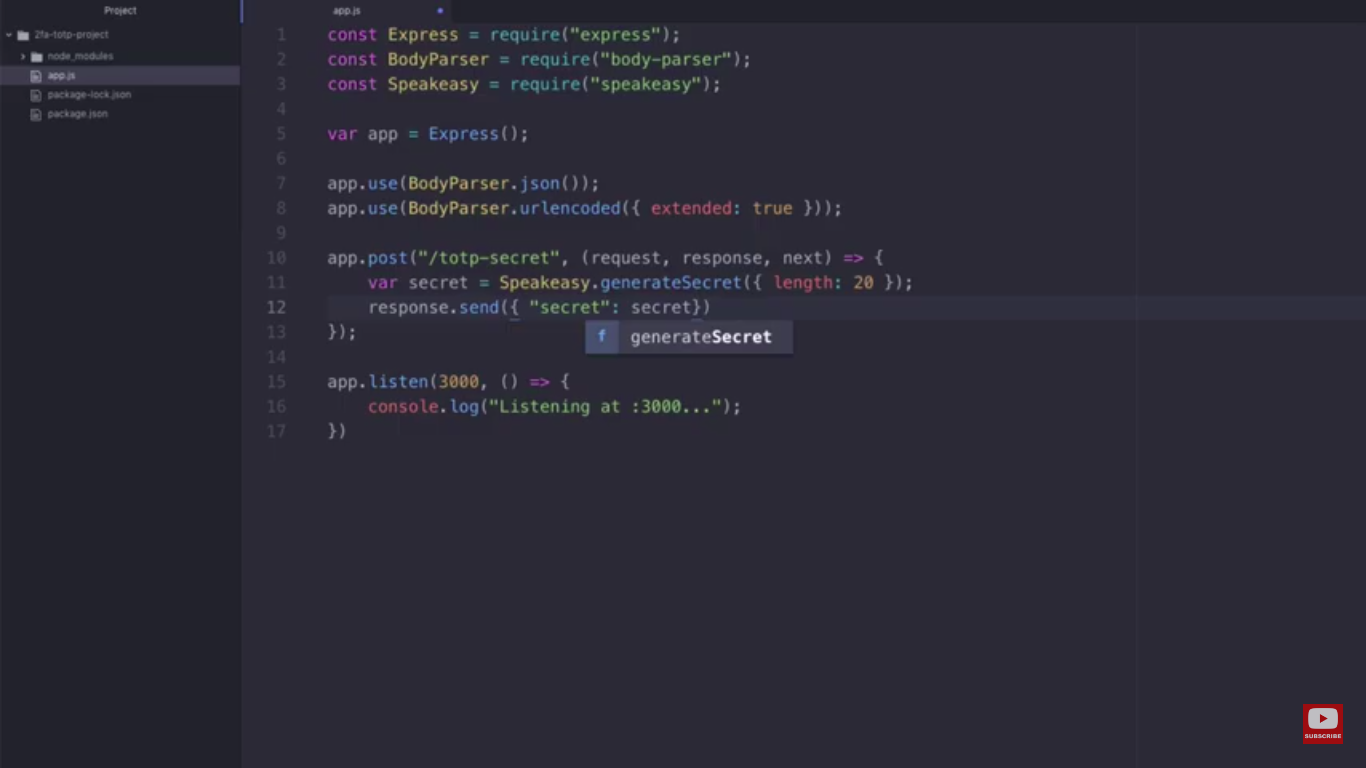 Project
2fa-totp-project
node_modules
app.js
package-lock.json
package.json
app.js
1 const Express = require("express");
2 const BodyParser = require("body-parser");
3 const Speakeasy = require("speakeasy");
4
5 var app = Express();
6
7 app.use(BodyParser.json());
8 app.use(BodyParser.urlencoded({ extended: true }));
9
10 app.post("/totp-secret", (request, response, next) => {
11     var secret = Speakeasy.generateSecret({ length: 20 });
12     response.send({ "secret": secret})
f generateSecret
13 });
14
15 app.listen(3000, () => {
16     console.log("Listening at :3000...");
17 })
SUBSCRIBE